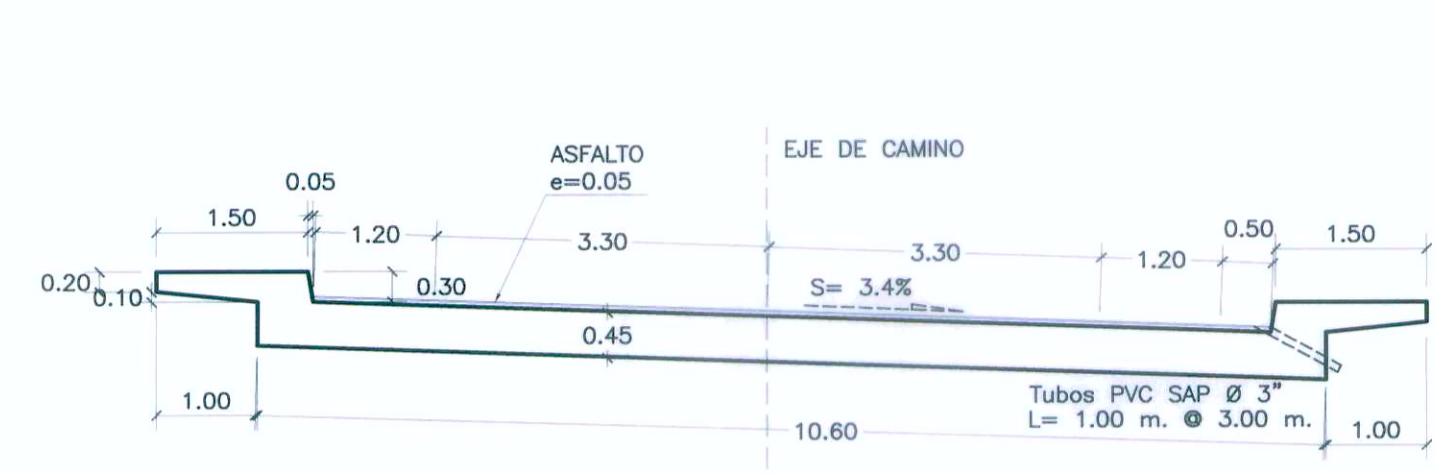 EJE DE CAMINO
ASFALTO
e=0.05
0.05
1.50
1.20
3.30
3.30
1.20
0.50
1.50
0.20
0.10
0.30
S= 3.4%
0.45
Tubos PVC SAP Ø 3"
L= 1.00 m. @ 3.00 m.
1.00
10.60
1.00